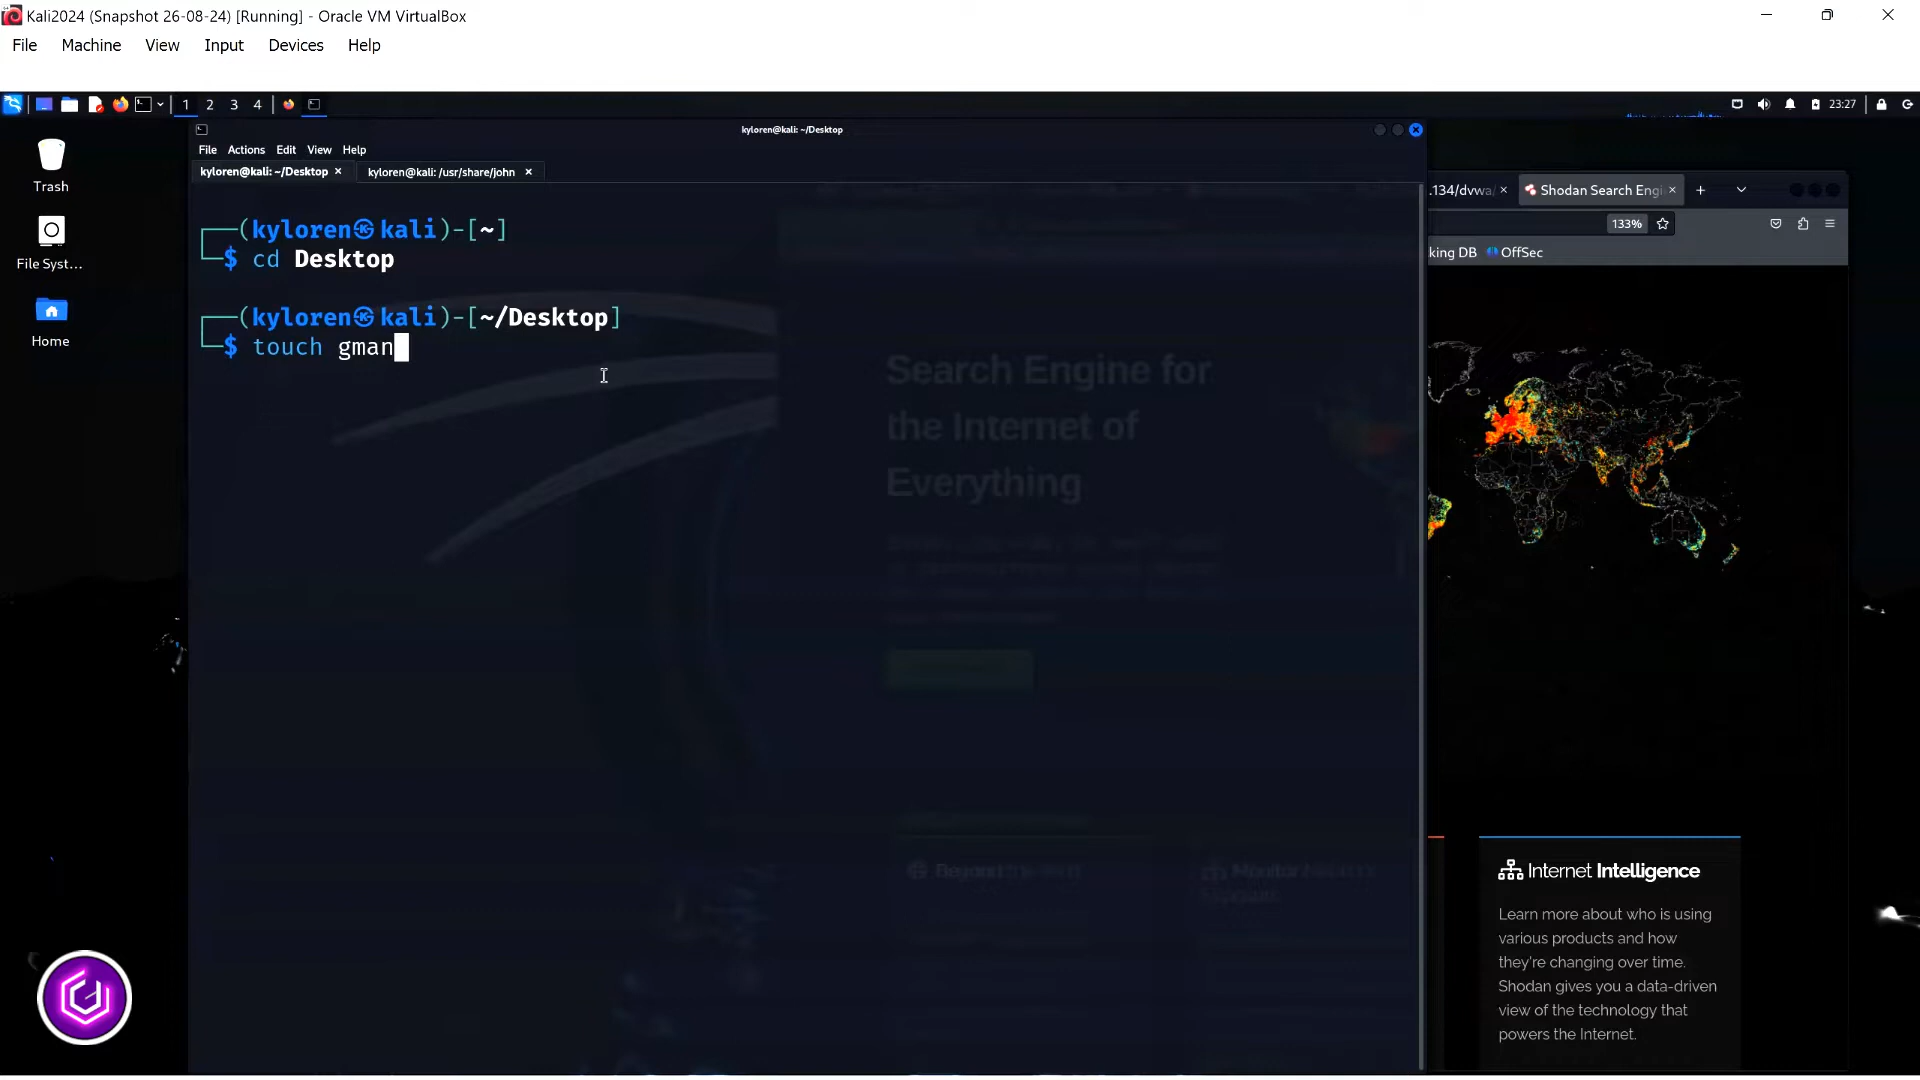 Kali2024 (Snapshot 26-08-24) [Running] - Oracle VM VirtualBox
File Machine View Input Devices Help
1 2 3 4
23:27
kyloren@kali: ~/Desktop
File Actions Edit View Help
kyloren@kali: ~/Desktop
kyloren@kali: /usr/share/john
(kyloren㉿kali)-[~]
$ cd Desktop
(kyloren㉿kali)-[~/Desktop]
$ touch gman
Trash
File Syst...
Home
.134/dvwa/
Shodan Search Engi
133%
king DB
OffSec
Search Engine for
the Internet of
Everything
Beyond
Monitor
Internet Intelligence
Learn more about who is using
various products and how
they're changing over time.
Shodan gives you a data-driven
view of the technology that
powers the Internet.